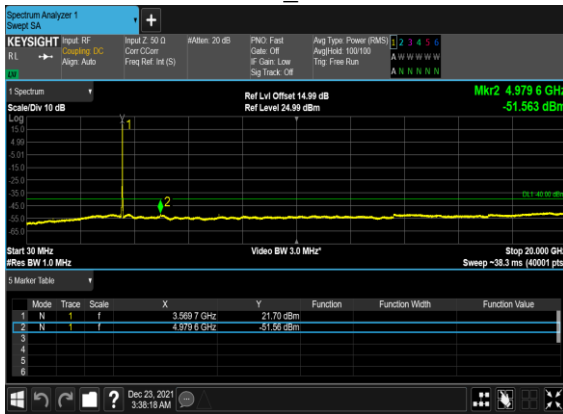 Spectrum Analyzer 1
Swept SA
KEYSIGHT Input: RF Input Z: 50 Ω #Atten: 20 dB PNO: Fast Avg Type: Power (RMS) 1 2 3 4 5 6
RL Coupling: DC Corr CCorr Gate: Off Avg|Hold: 100/100 A W W W W W
Align: Auto Freq Ref: Int (S) IF Gain: Low Trig: Free Run
Sig Track: Off A N N N N N
1 Spectrum Ref Lvl Offset 14.99 dB Mkr2 4.979 6 GHz
Scale/Div 10 dB Ref Level 24.99 dBm -51.563 dBm
Log
15.0
4.99
-5.01
-15.0
-25.0
-35.0
-45.0
-55.0
-65.0
1
2
Start 30 MHz Video BW 3.0 MHz* Stop 20.000 GHz
#Res BW 1.0 MHz Sweep ~38.3 ms (40001 pts)
5 Marker Table
Mode Trace Scale X Y Function Function Width Function Value
1 N 1 f 3.569 7 GHz 21.70 dBm
2 N 1 f 4.979 6 GHz -51.56 dBm
3
4
5
6
Dec 23, 2021
3:38:18 AM